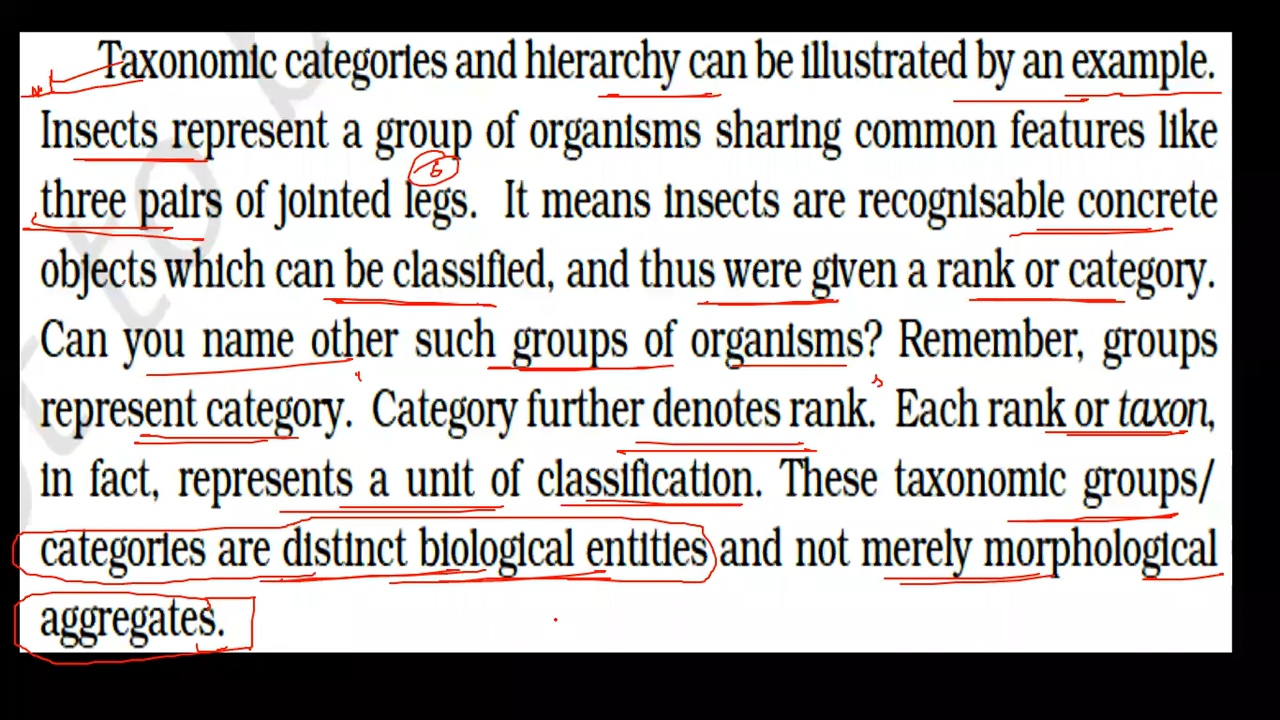 Taxonomic categories and hierarchy can be illustrated by an example.
Insects represent a group of organisms sharing common features like
three pairs of jointed legs. It means insects are recognisable concrete
objects which can be classified, and thus were given a rank or category.
Can you name other such groups of organisms? Remember, groups
represent category. Category further denotes rank. Each rank or taxon,
in fact, represents a unit of classification. These taxonomic groups/
categories are distinct biological entities and not merely morphological
aggregates.